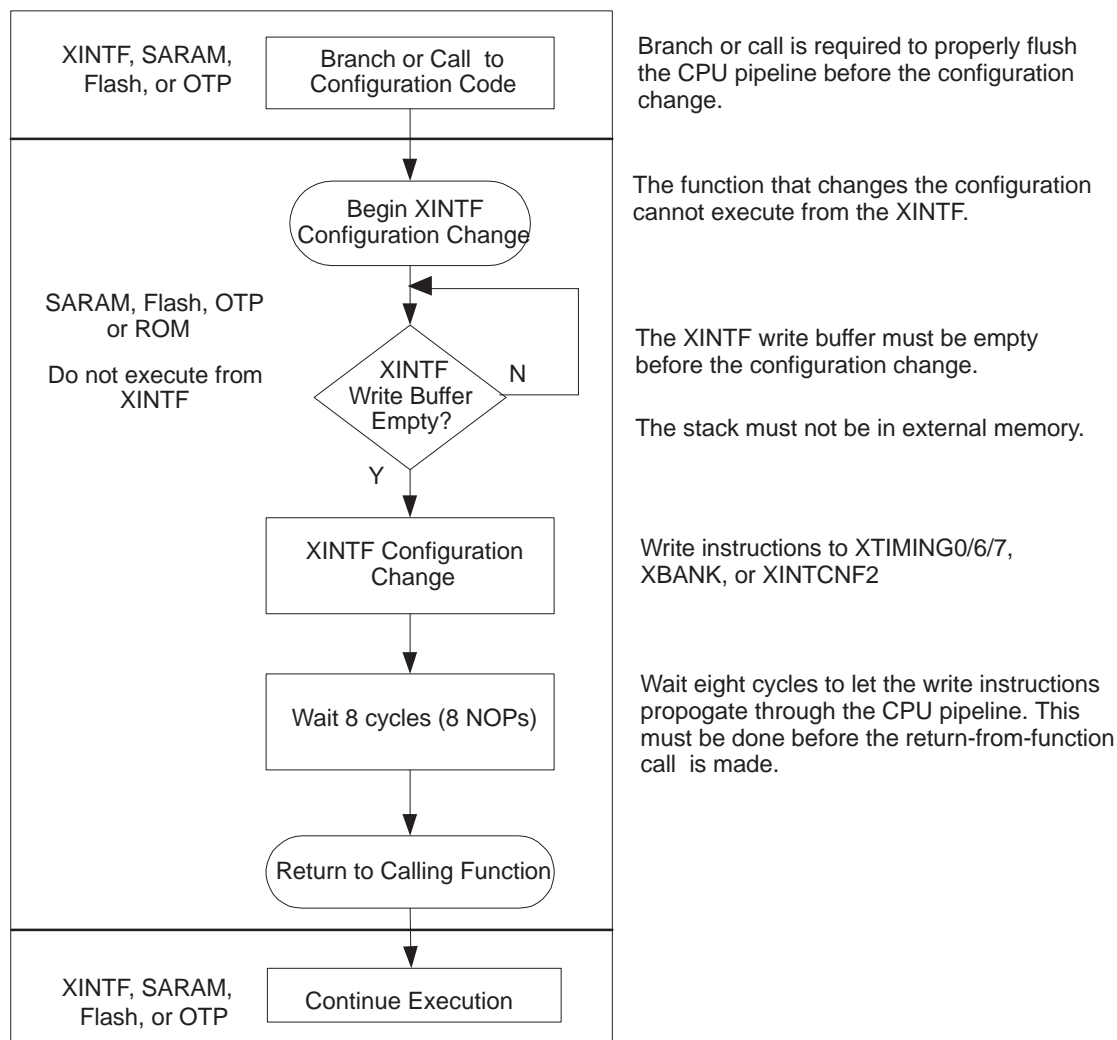 XINTF, SARAM,
Flash, or OTP
Branch or Call to
Configuration Code
Branch or call is required to properly flush
the CPU pipeline before the configuration
change.
Begin XINTF
Configuration Change
The function that changes the configuration
cannot execute from the XINTF.
SARAM, Flash, OTP
or ROM
Do not execute from
XINTF
XINTF
Write Buffer
Empty?
N
Y
The XINTF write buffer must be empty
before the configuration change.
The stack must not be in external memory.
XINTF Configuration
Change
Write instructions to XTIMING0/6/7,
XBANK, or XINTCNF2
Wait 8 cycles (8 NOPs)
Wait eight cycles to let the write instructions
propogate through the CPU pipeline. This
must be done before the return-from-function
call is made.
Return to Calling Function
XINTF, SARAM,
Flash, or OTP
Continue Execution